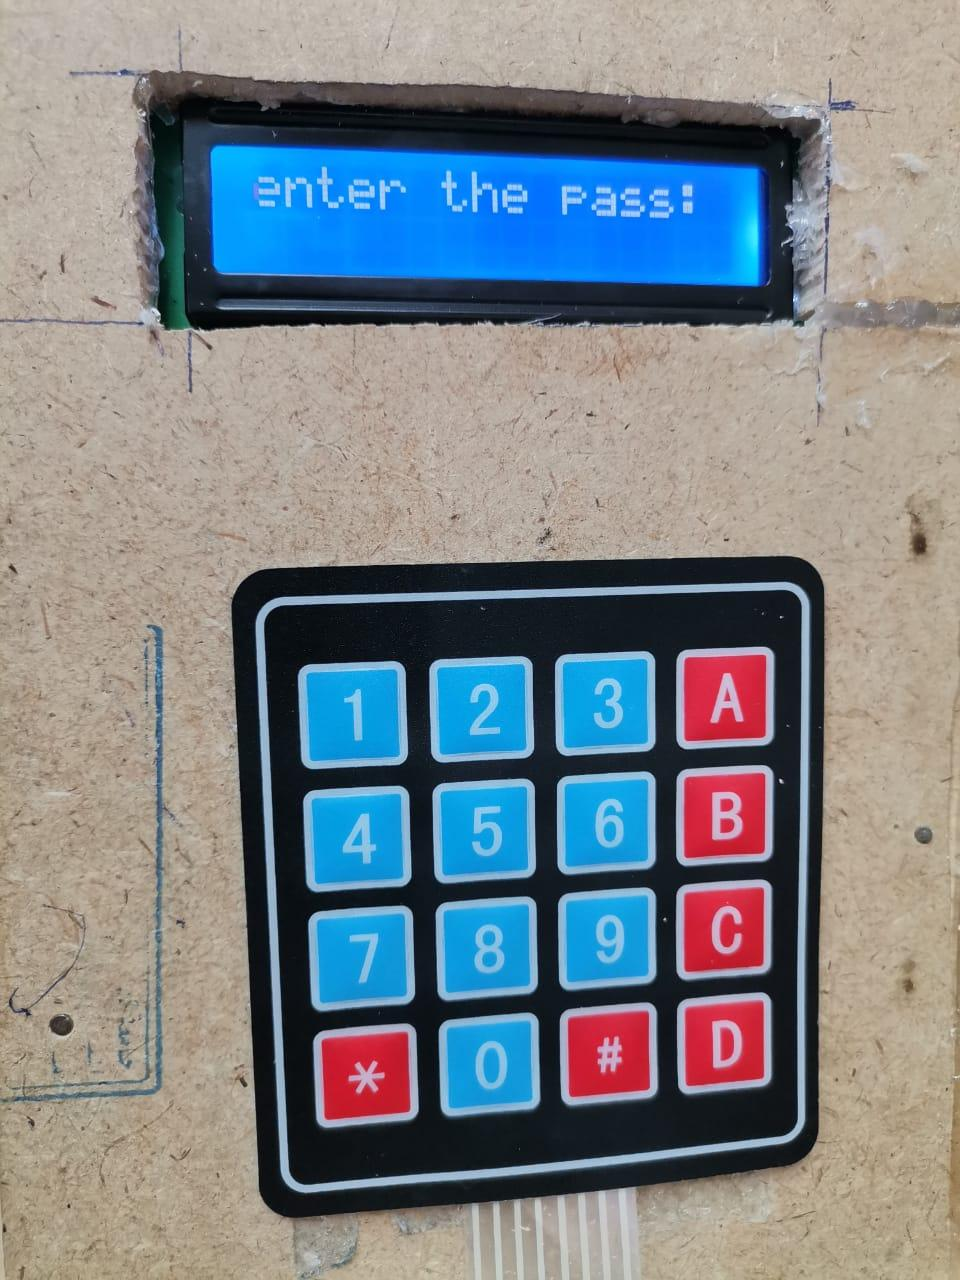 enter the pass:
1 2 3 A
4 5 6 B
7 8 9 C
* 0 # D